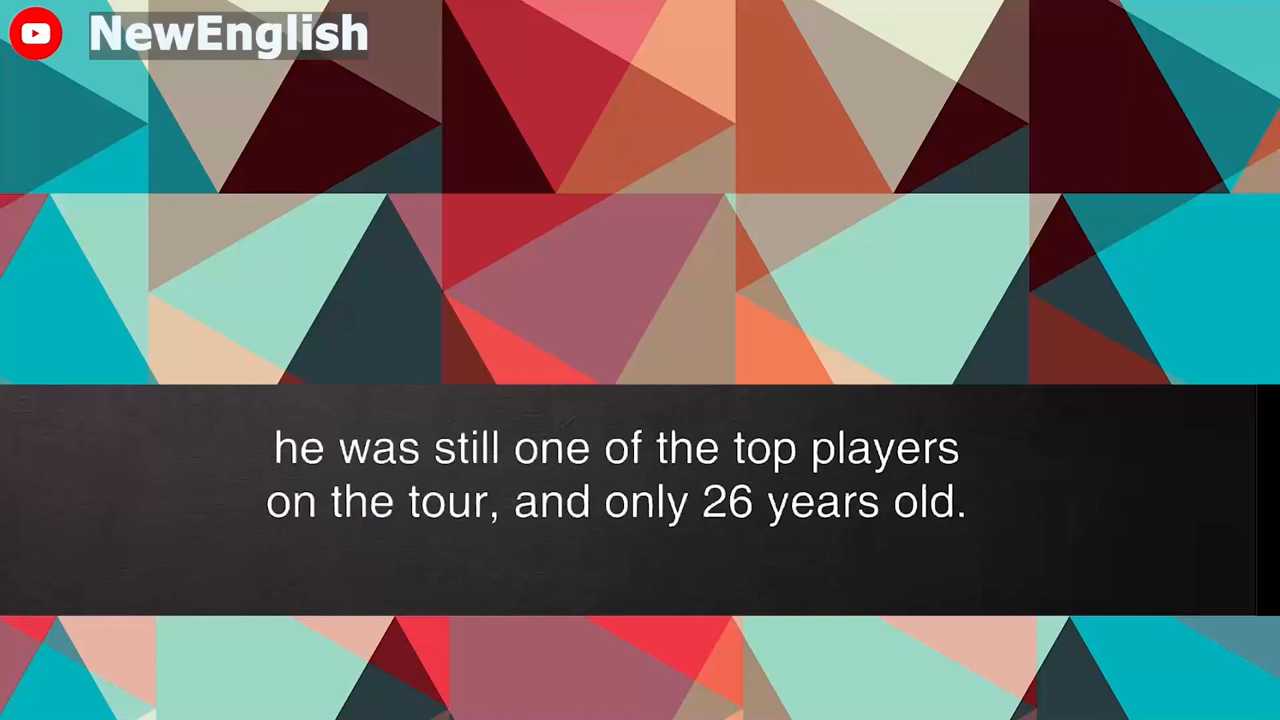 NewEnglish
he was still one of the top players
on the tour, and only 26 years old.